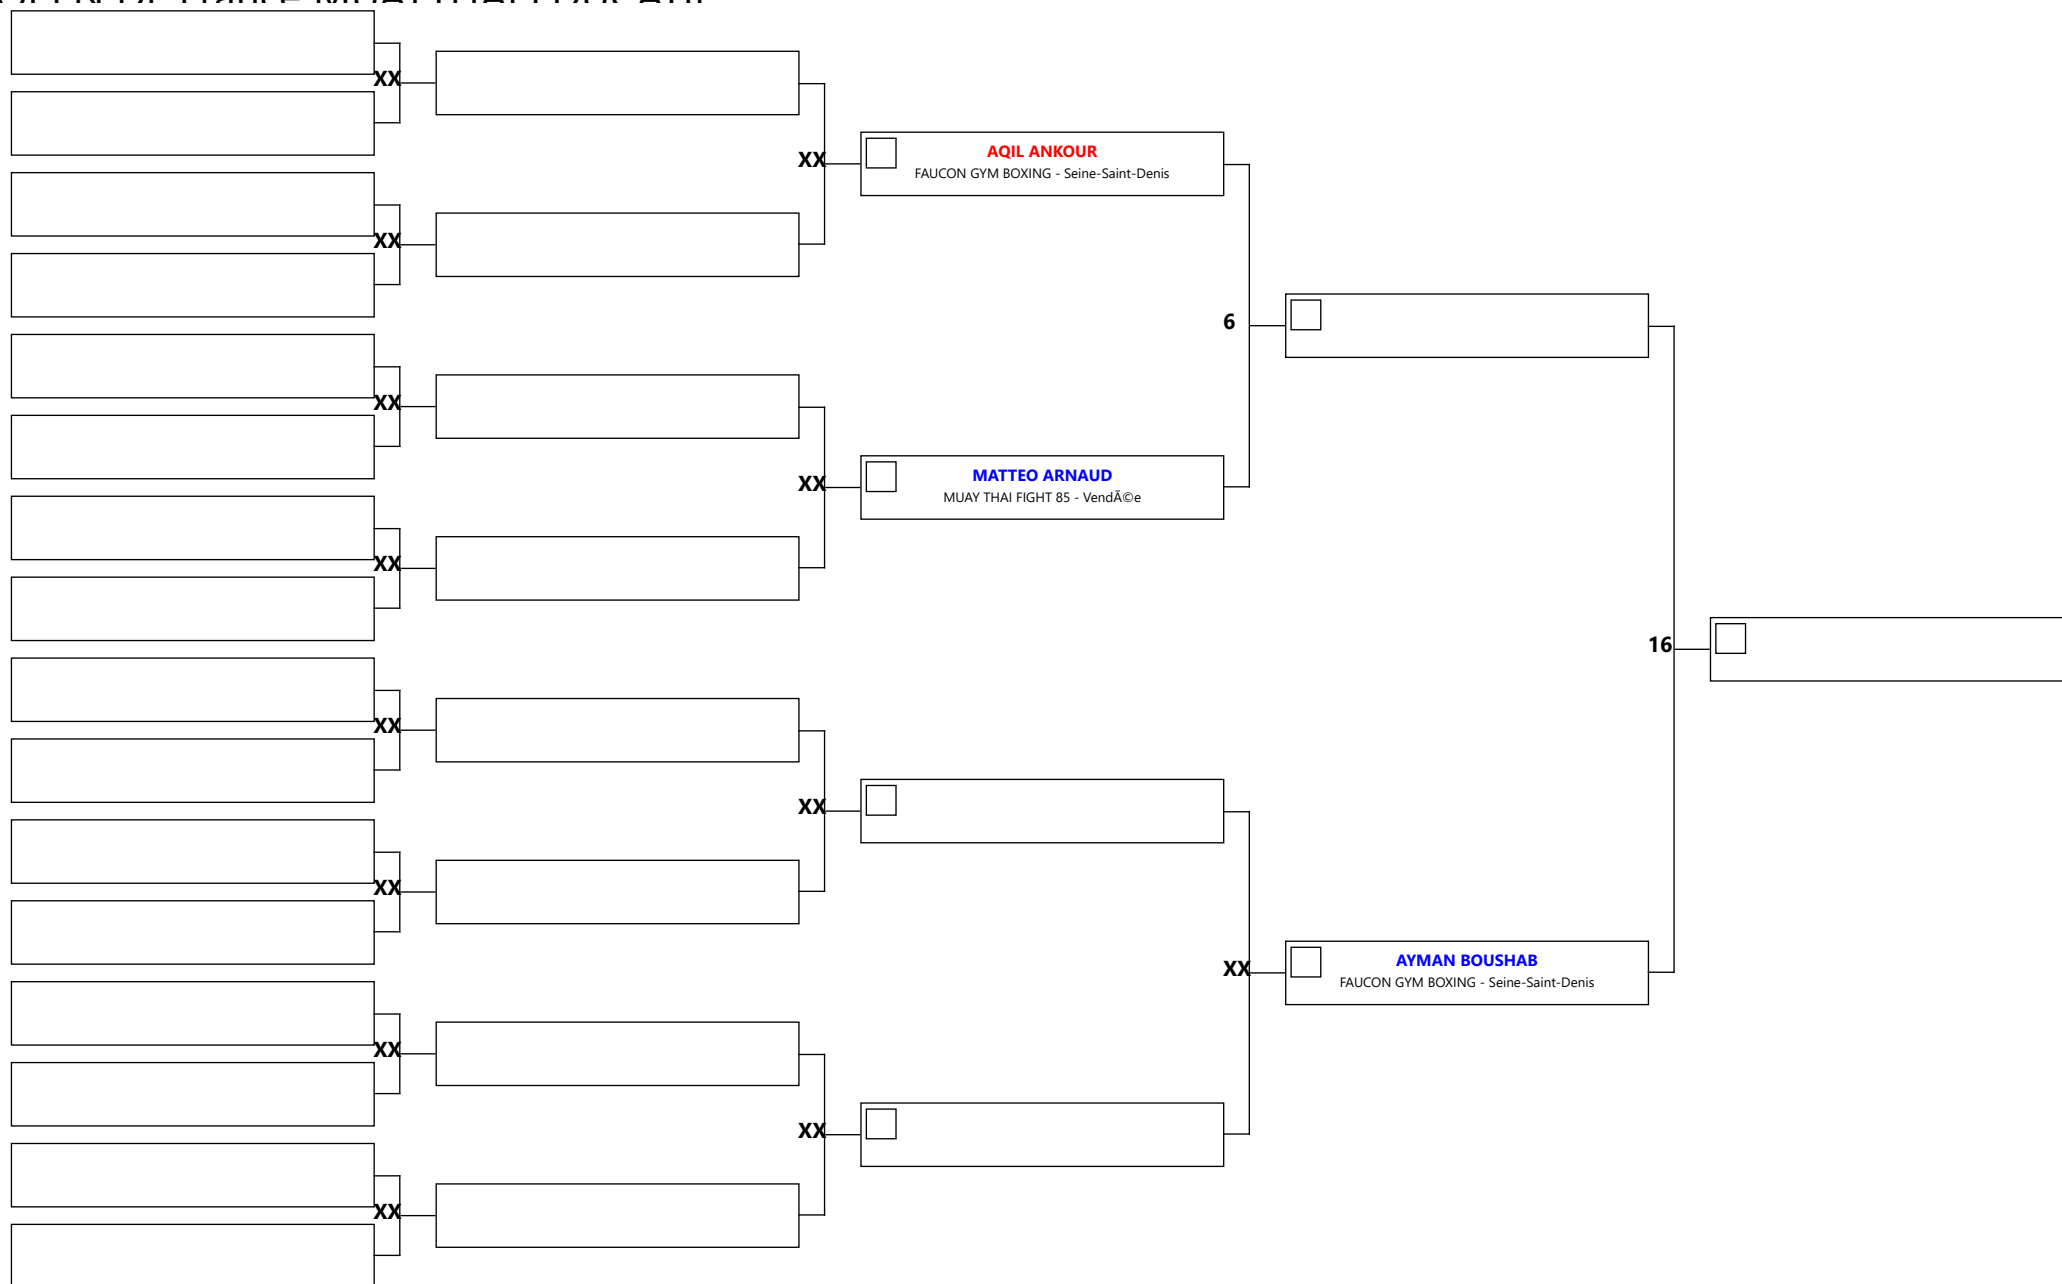 XX
XX
XX
XX
XX
XX
XX
XX
XX
XX
XX
XX
AQIL ANKOUR
FAUCON GYM BOXING - Seine-Saint-Denis
MATTEO ARNAUD
MUAY THAI FIGHT 85 - VendÃ©e
6
XX
AYMAN BOUSHAB
FAUCON GYM BOXING - Seine-Saint-Denis
16